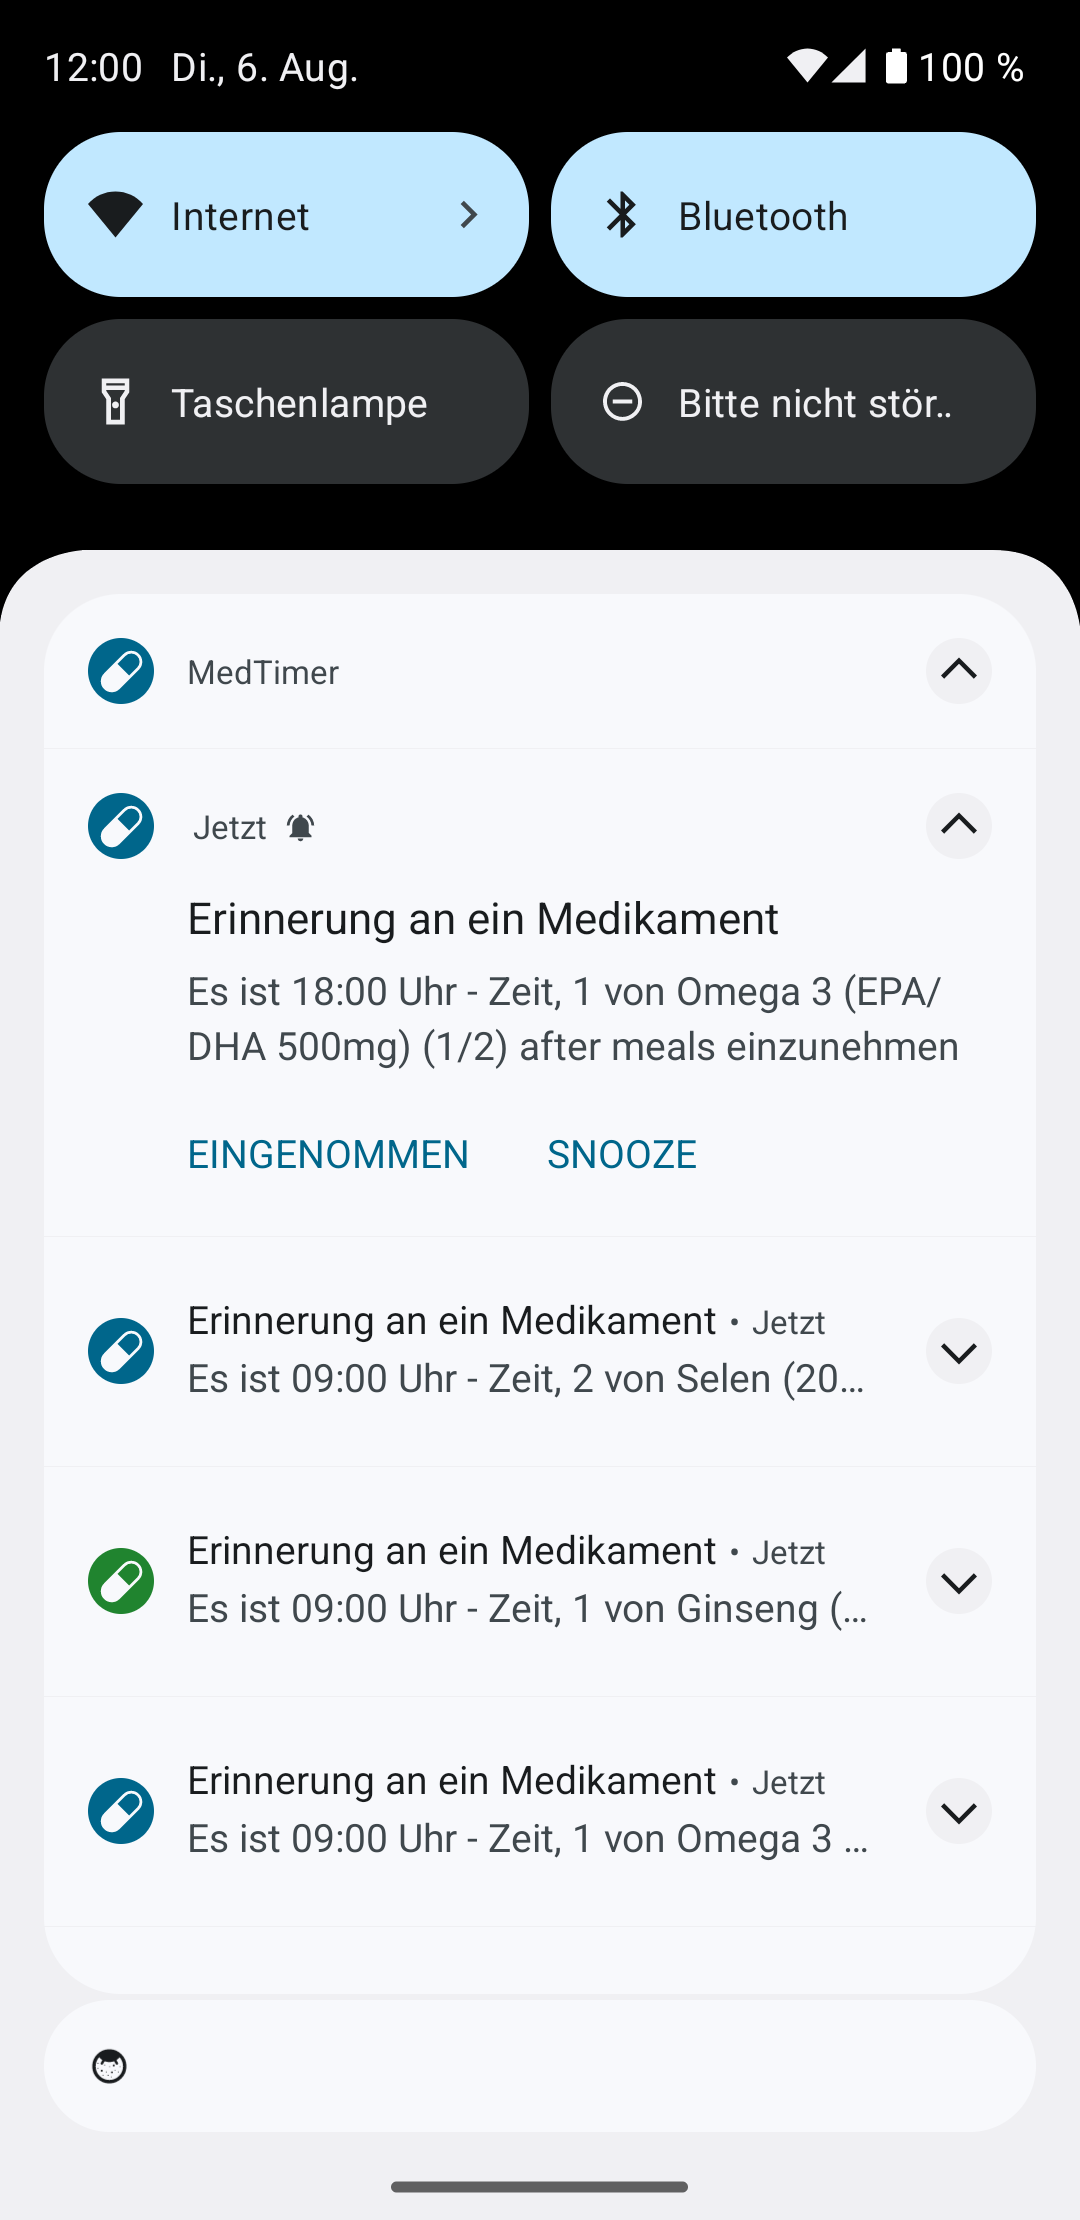 12:00 Di., 6. Aug. 100 %
Internet
Bluetooth
Taschenlampe
Bitte nicht stör..
MedTimer
Jetzt
Erinnerung an ein Medikament
Es ist 18:00 Uhr - Zeit, 1 von Omega 3 (EPA/
DHA 500mg) (1/2) after meals einzunehmen
EINGENOMMEN SNOOZE
Erinnerung an ein Medikament • Jetzt
Es ist 09:00 Uhr - Zeit, 2 von Selen (20…
Erinnerung an ein Medikament • Jetzt
Es ist 09:00 Uhr - Zeit, 1 von Ginseng (…
Erinnerung an ein Medikament • Jetzt
Es ist 09:00 Uhr - Zeit, 1 von Omega 3 …